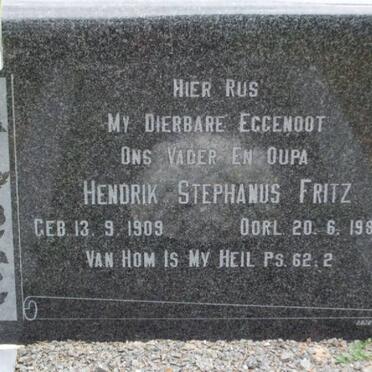 HIER RUS
MY DIERBARE EGGENOOT
ONS VADER EN OUPA
HENDRIK STEPHANUS FRITZ
GEB. 13. 9. 1909 OORL. 20. 6. 198
VAN HOM IS MY HEIL PS. 62. 2